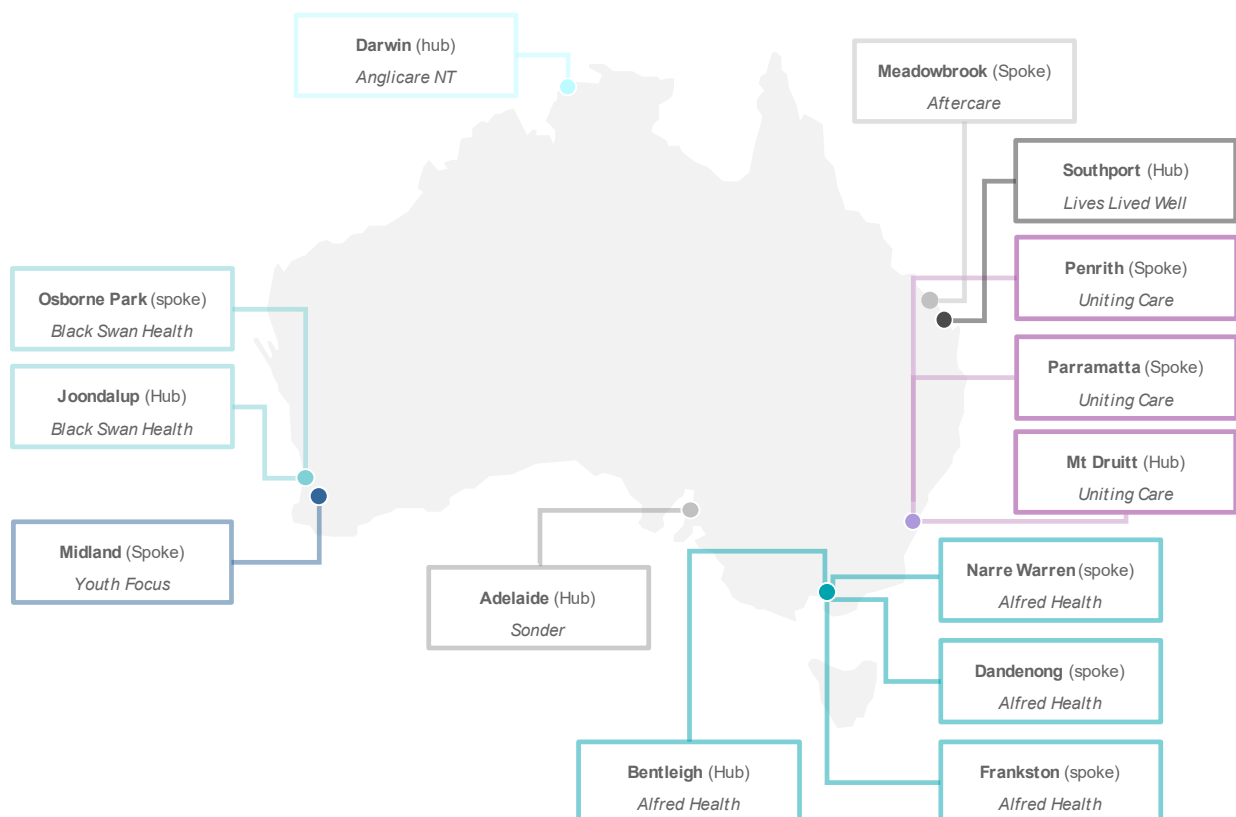 Darwin (hub)
Anglicare NT
Meadowbrook (Spoke)
Aftercare
Southport (Hub)
Lives Lived Well
Penrith (Spoke)
Uniting Care
Osborne Park (spoke)
Black Swan Health
Parramatta (Spoke)
Uniting Care
Joondalup (Hub)
Black Swan Health
Mt Druitt (Hub)
Uniting Care
Midland (Spoke)
Youth Focus
Adelaide (Hub)
Sonder
Narre Warren (spoke)
Alfred Health
Dandenong (spoke)
Alfred Health
Bentleigh (Hub)
Alfred Health
Frankston (spoke)
Alfred Health